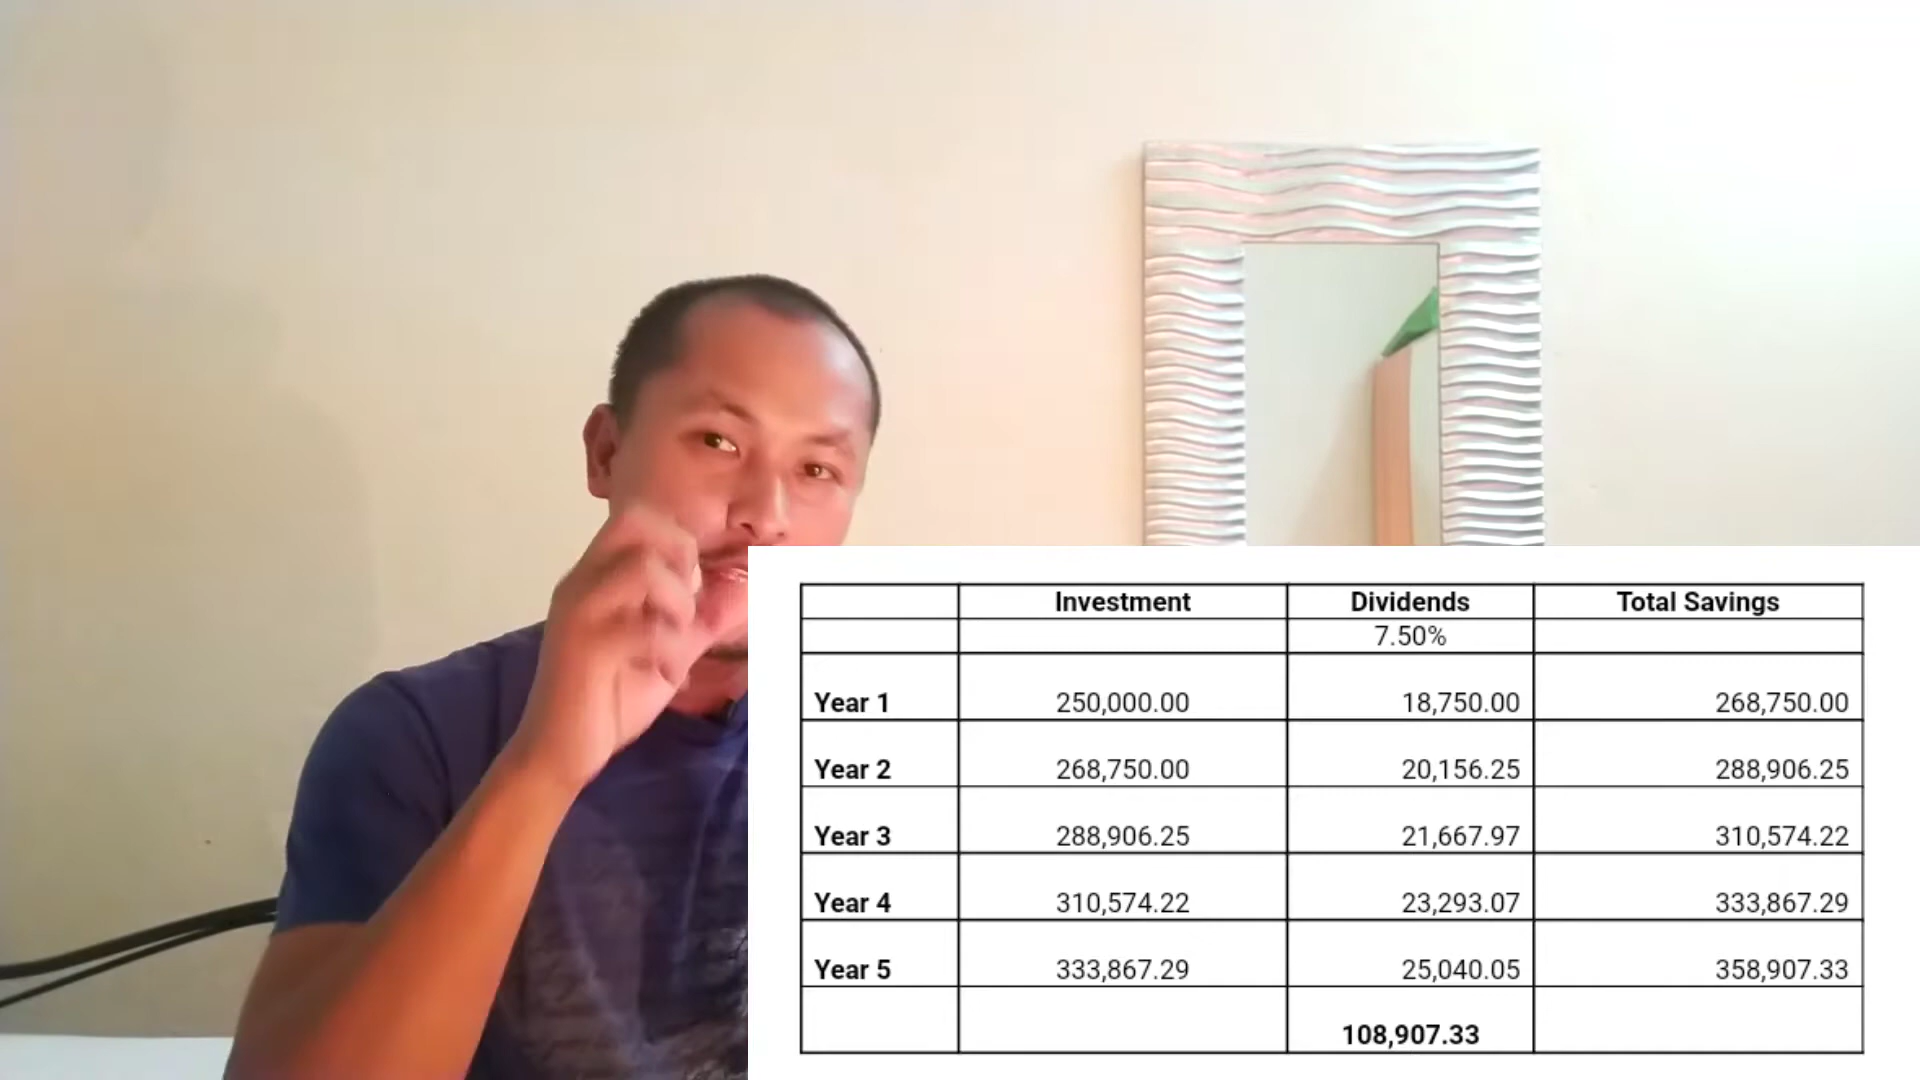 Investment Dividends Total Savings
7.50%
Year 1 250,000.00 18,750.00 268,750.00
Year 2 268,750.00 20,156.25 288,906.25
Year 3 288,906.25 21,667.97 310,574.22
Year 4 310,574.22 23,293.07 333,867.29
Year 5 333,867.29 25,040.05 358,907.33
108,907.33